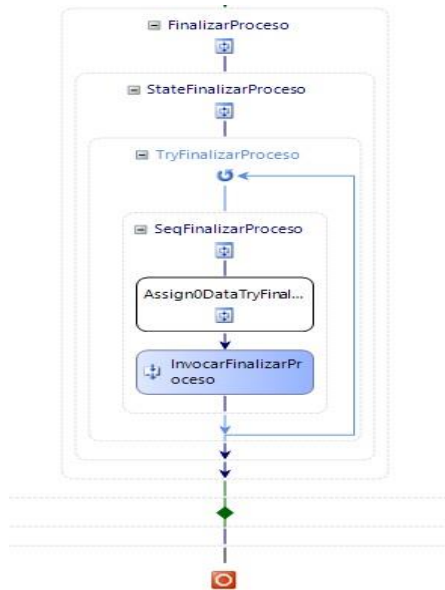 FinalizarProceso
StateFinalizarProceso
TryFinalizarProceso
SeqFinalizarProceso
Assign0DataTryFinal...
InvocarFinalizarPr
oceso